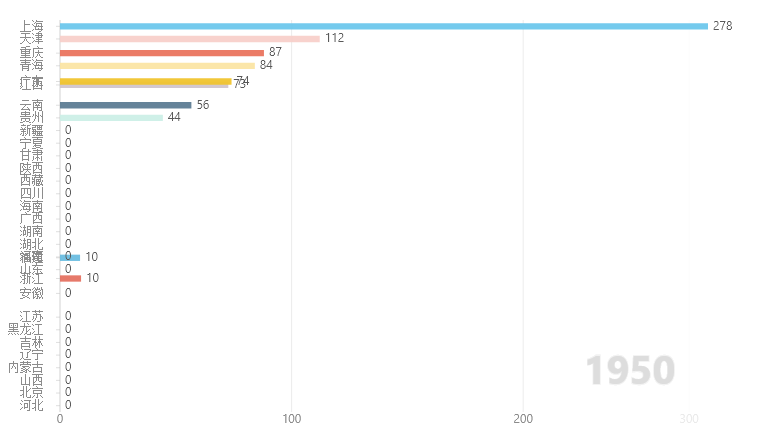 上海 278
天津 112
重庆 87
青海 84
广东 74
江西 73
云南 56
贵州 44
新疆 0
宁夏 0
甘肃 0
陕西 0
西藏 0
四川 0
海南 0
广西 0
湖南 0
湖北 0
0
10
山东 0
浙江 10
安徽 0
江苏 0
黑龙江 0
吉林 0
辽宁 0
内蒙古 0
山西 0
北京 0
河北 0
1950
0 100 200 300